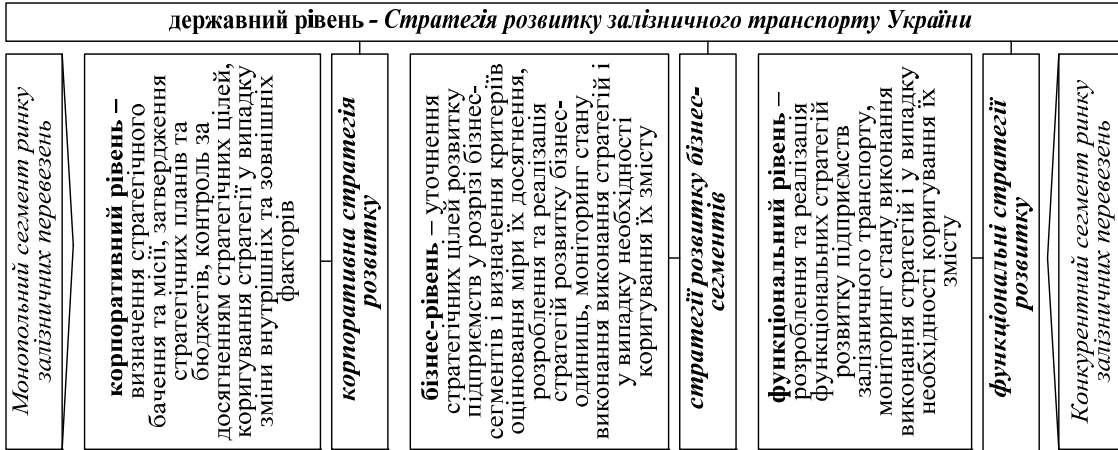 державний рівень - Стратегія розвитку залізничного транспорту України
Монопольний сегмент ринку
залізничних перевезень
корпоративний рівень –
визначення стратегічного
бачення та місії, затвердження
стратегічних планів та
бюджетів, контроль за
досягненням стратегічних цілей,
коригування стратегії у випадку
зміни внутрішніх та зовнішніх
факторів
корпоративна стратегія
розвитку
бізнес-рівень – уточнення
стратегічних цілей розвитку
підприємств у розрізі бізнес-
сегментів і визначення критеріїв
оцінювання міри їх досягнення,
розроблення та реалізація
стратегій розвитку бізнес-
одиниць, моніторинг стану
виконання виконання стратегій і
у випадку необхідності
коригування їх змісту
стратегії розвитку бізнес-
сегментів
функціональний рівень –
розроблення та реалізація
функціональних стратегій
розвитку підприємств
залізничного транспорту,
моніторинг стану виконання
виконання стратегій і у випадку
необхідності коригування їх
змісту
функціональні стратегії
розвитку
Конкурентний сегмент ринку
залізничних перевезень